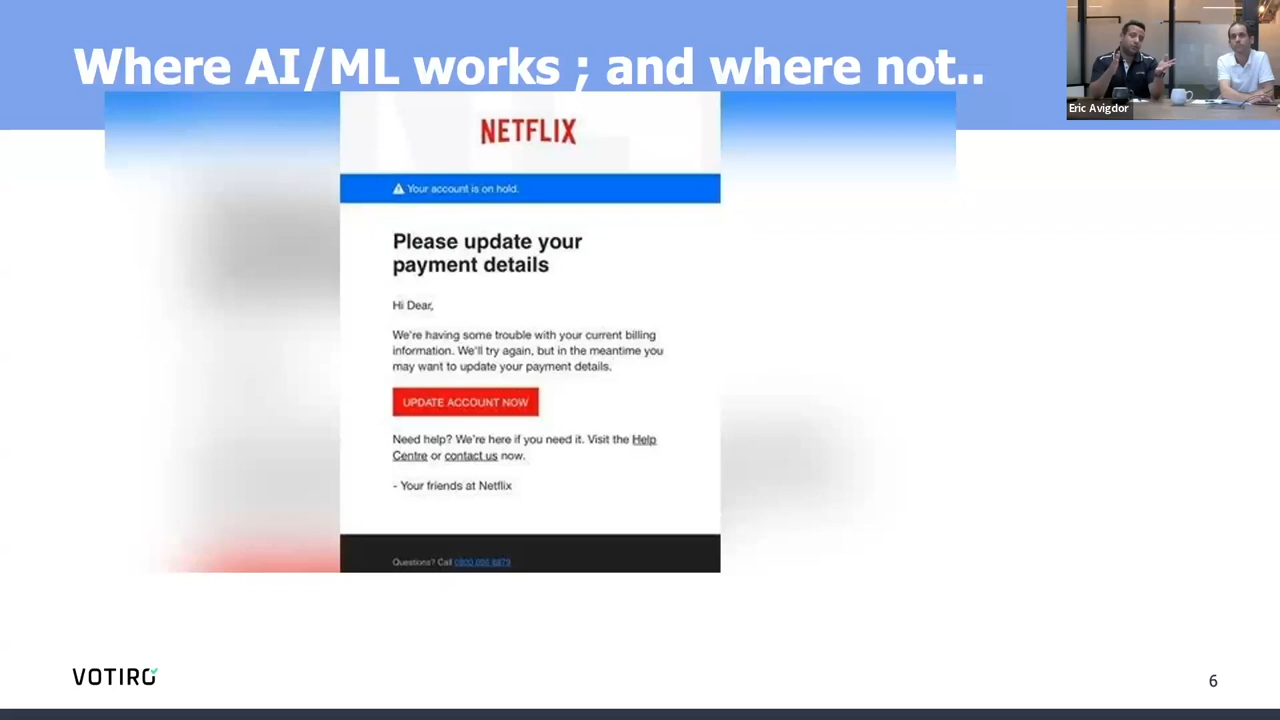 Where AI/ML works ; and where not..
Eric Avigdor
NETFLIX
Your account is on hold.
Please update your
payment details
Hi Dear,
We're having some trouble with your current billing
information. We'll try again, but in the meantime you
may want to update your payment details.
UPDATE ACCOUNT NOW
Need help? We're here if you need it. Visit the Help
Centre or contact us now.
- Your friends at Netflix
Questions? Call
VOTIRO
6